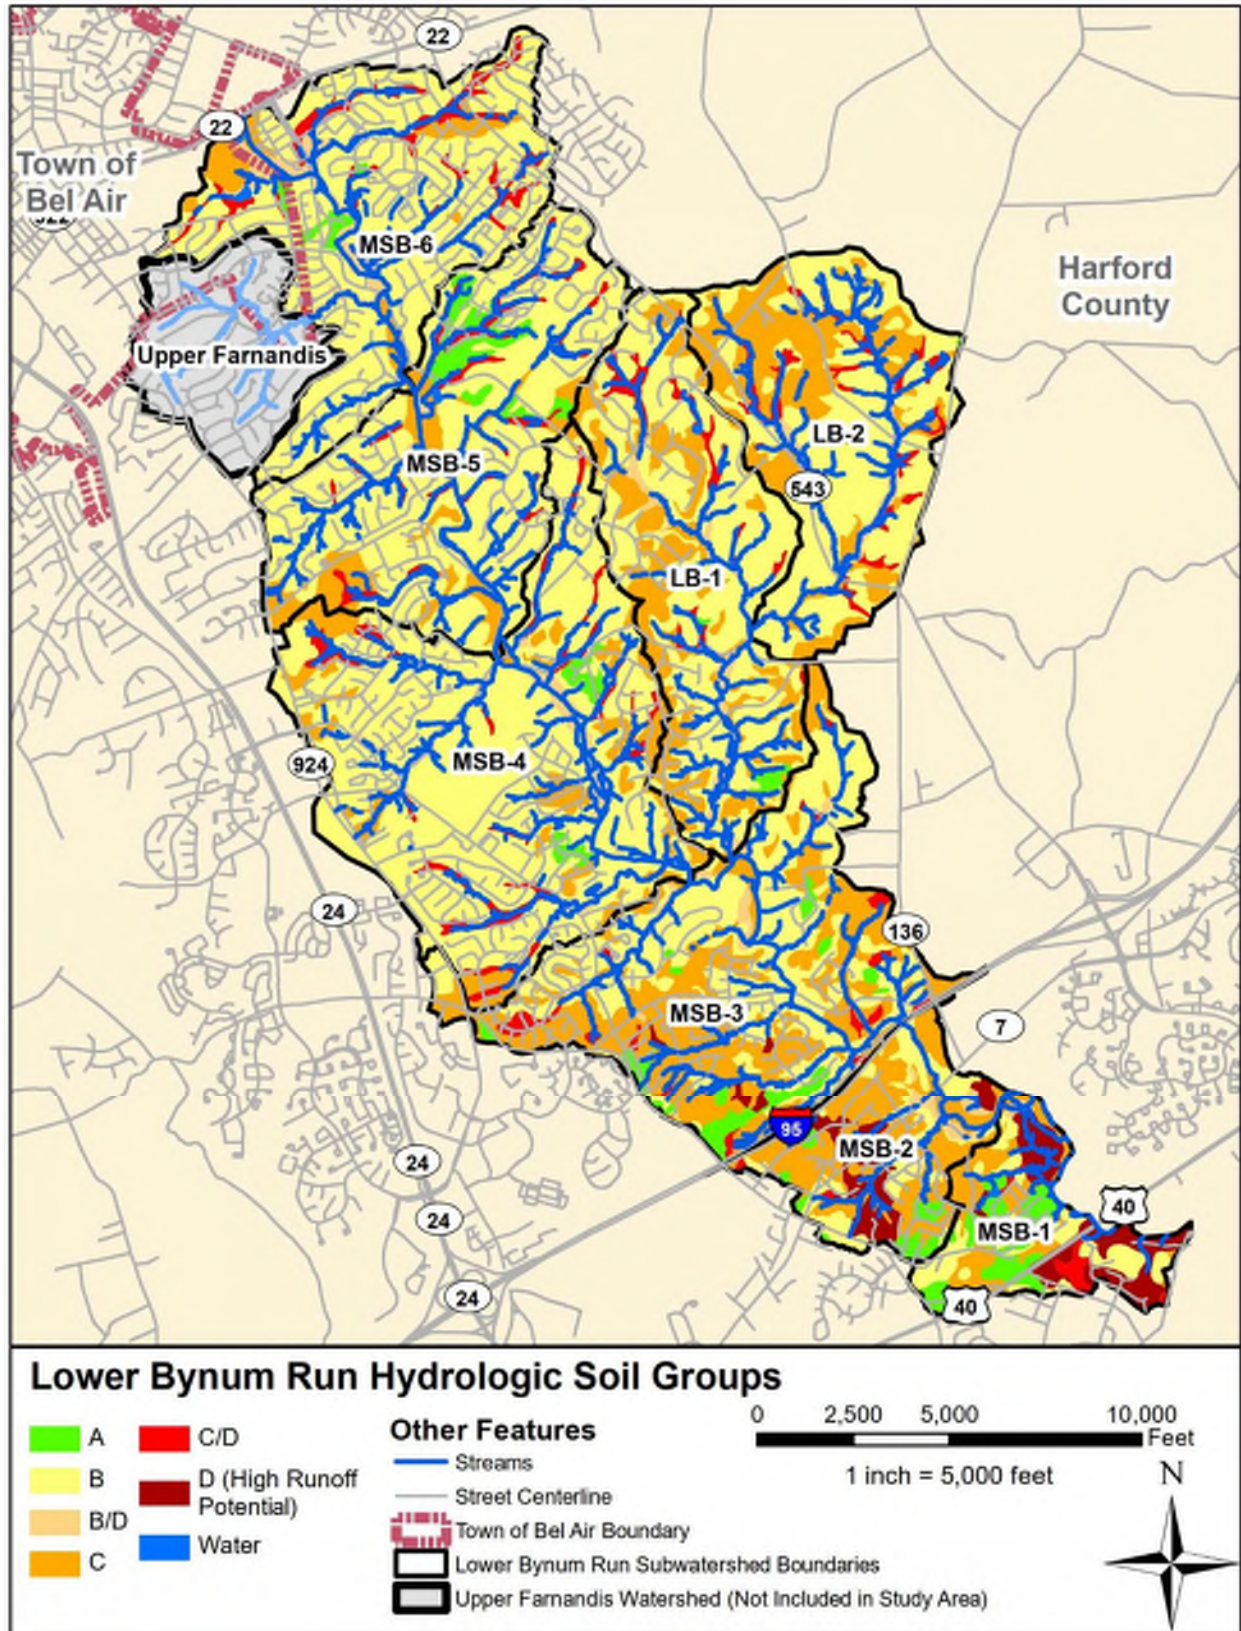 22
22
Town of
Bel Air
MSB-6
Harford
County
Upper Farnandis
LB-2
MSB-5
543
LB-1
924
MSB-4
24
136
MSB-3
7
95
MSB-2
24
40
24
MSB-1
24
40
Lower Bynum Run Hydrologic Soil Groups
A
B
B/D
C
C/D
D (High Runoff
Potential)
Water
Other Features
Streams
Street Centerline
Town of Bel Air Boundary
Lower Bynum Run Subwatershed Boundaries
Upper Farnandis Watershed (Not Included in Study Area)
0 2,500 5,000 10,000
Feet
1 inch = 5,000 feet
N